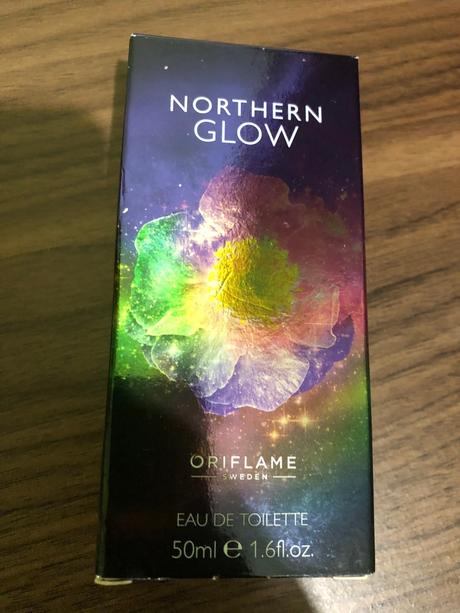 NORTHERN
GLOW
ORIFLAME
SWEDEN
EAU DE TOILETTE
50ml ℮ 1.6fl.oz.